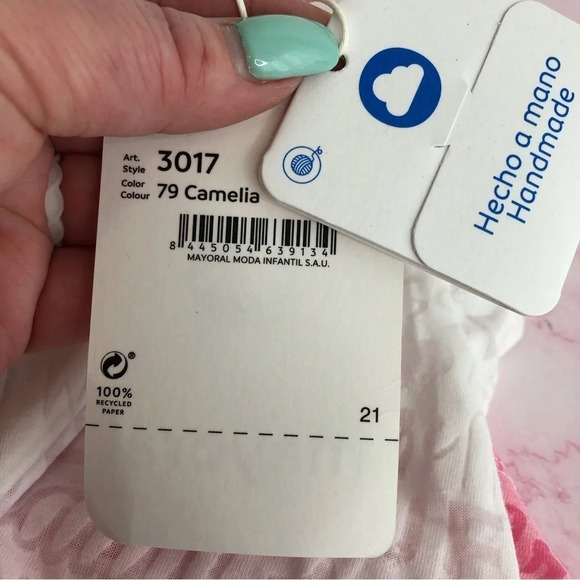 Art.
Style 3017
Color
Colour 79 Camelia
8 445054 639134
MAYORAL MODA INFANTIL S.A.U.
®
100%
RECYCLED
PAPER
21
Hecho a mano
Handmade